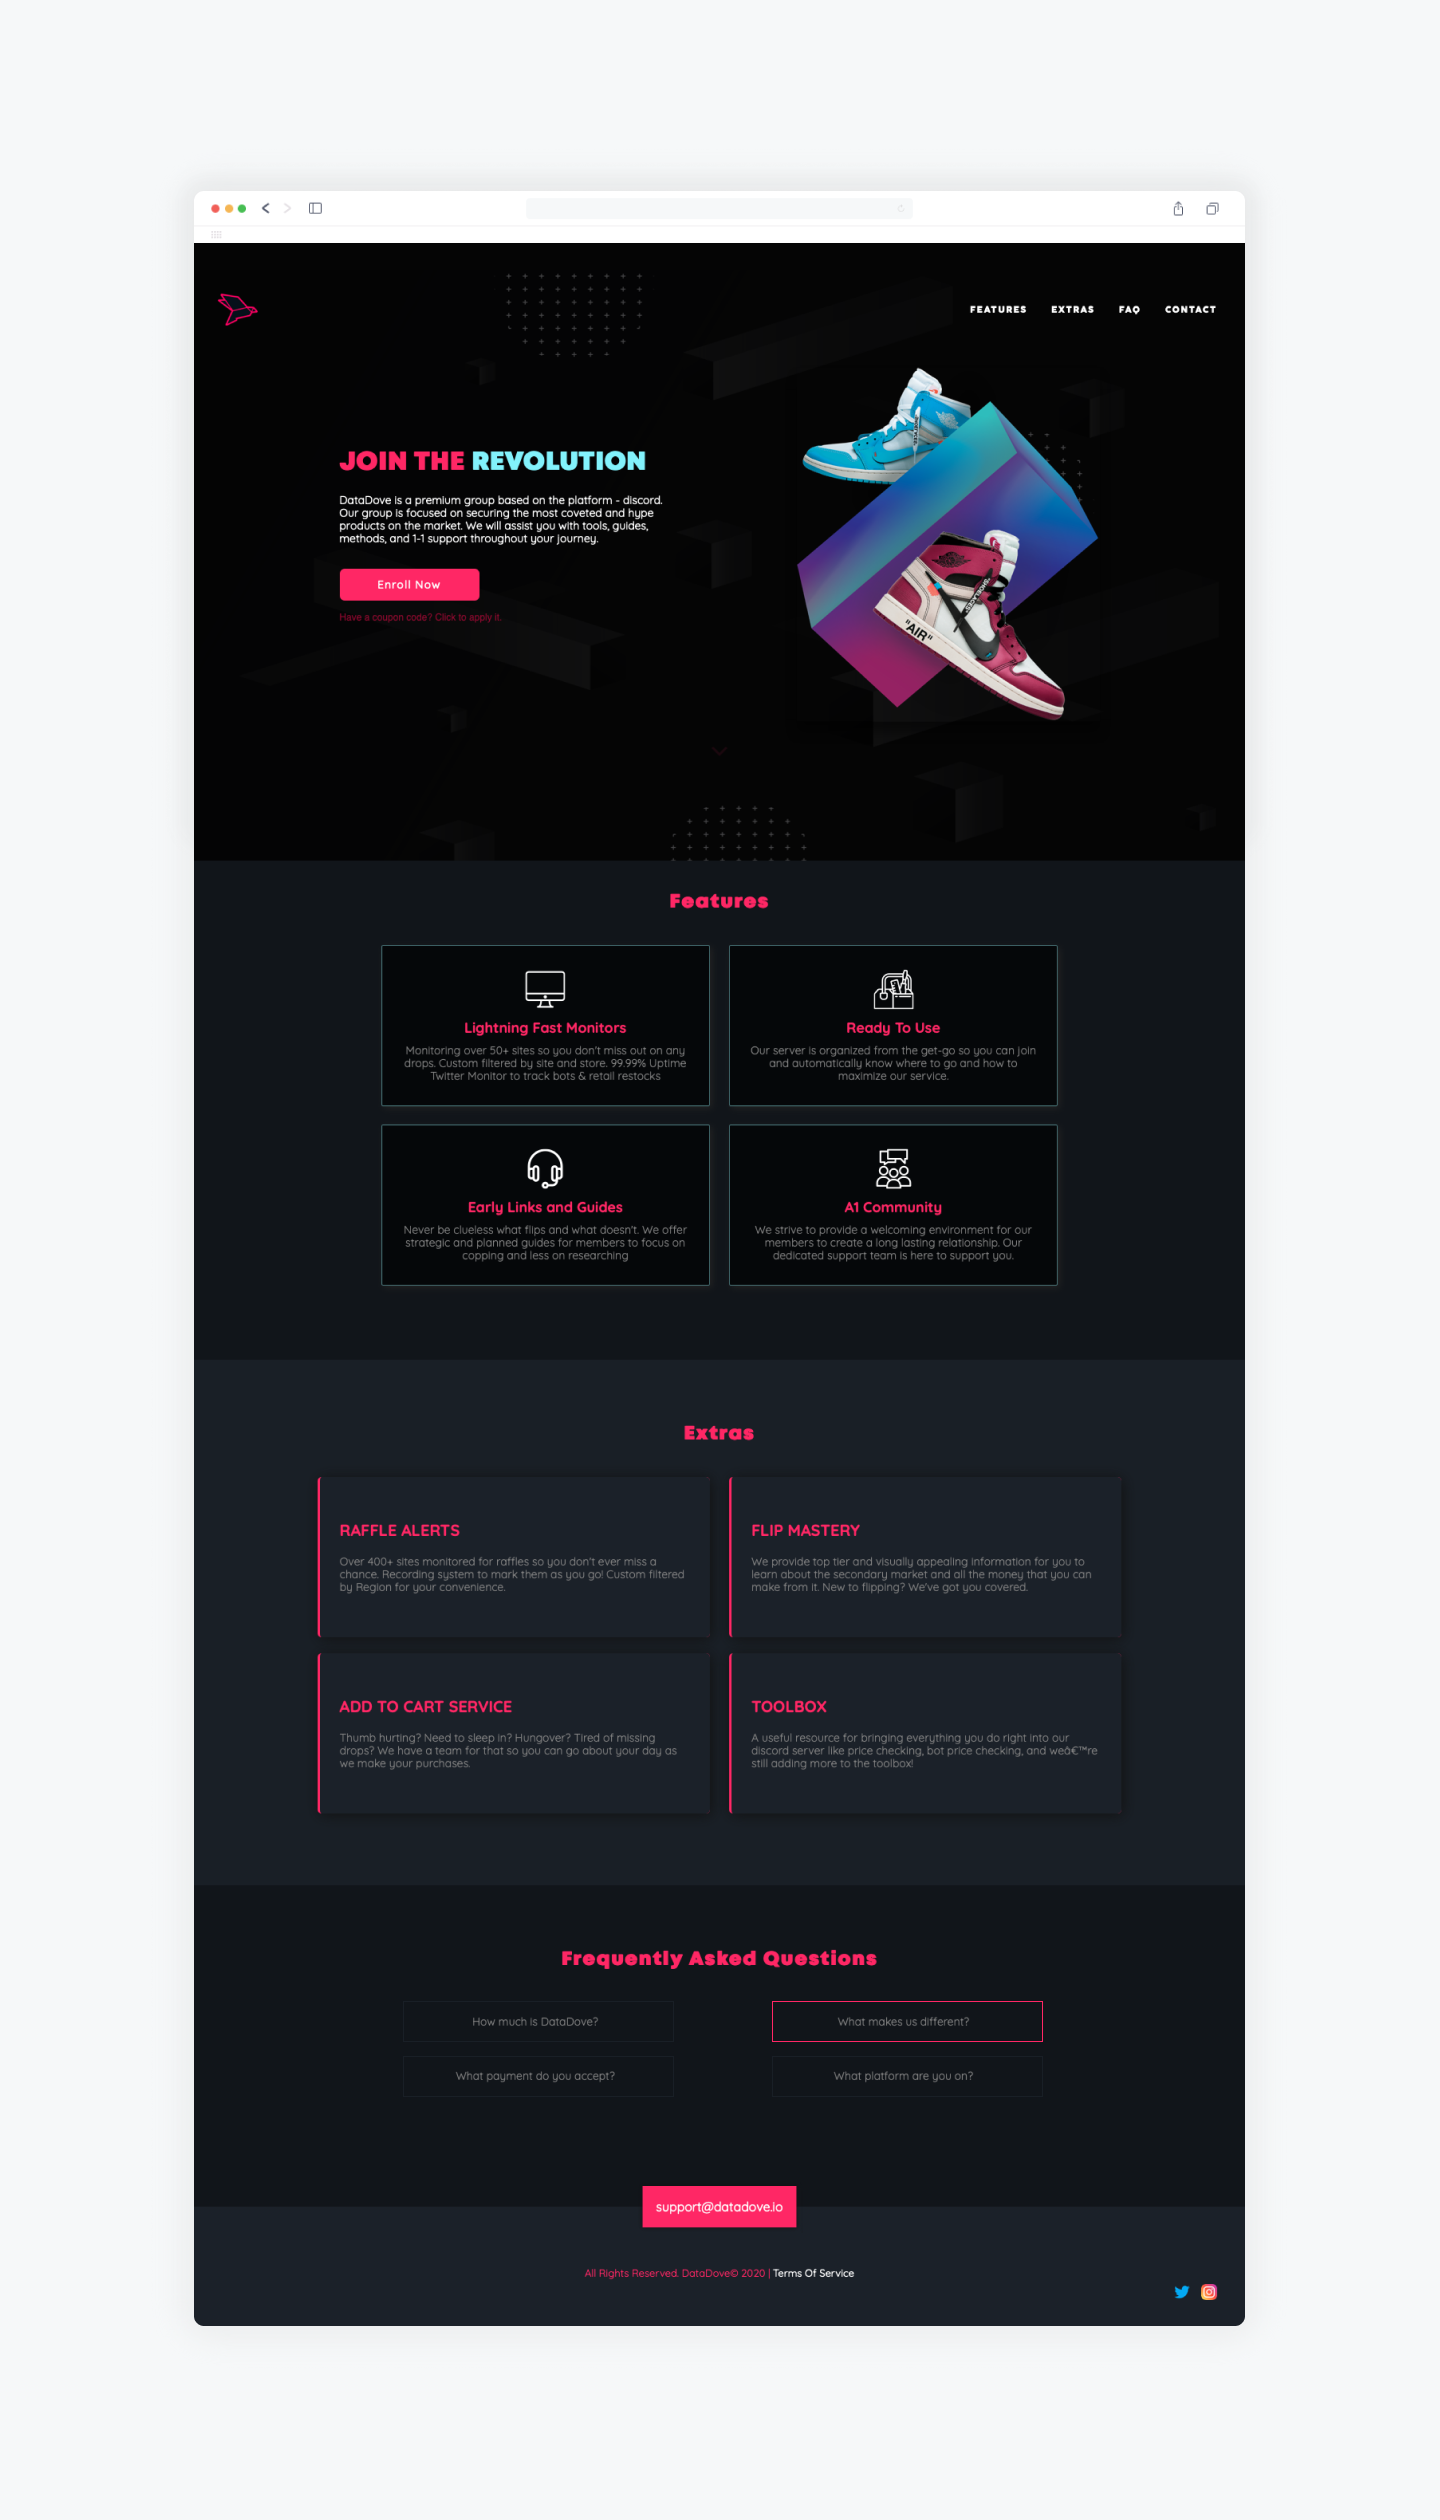 FEATURES EXTRAS FAQ CONTACT
JOIN THE REVOLUTION
DataDove is a premium group based on the platform - discord.
Our group is focused on securing the most coveted and hype
products on the market. We will assist you with tools, guides,
methods, and 1-1 support throughout your journey.
Enroll Now
Have a coupon code? Click to apply it.
"AIR"
Features
Lightning Fast Monitors
Monitoring over 50+ sites so you don't miss out on any
drops. Custom filtered by site and store. 99.99% Uptime
Twitter Monitor to track bots & retail restocks
Ready To Use
Our server is organized from the get-go so you can join
and automatically know where to go and how to
maximize our service.
Early Links and Guides
Never be clueless what flips and what doesn't. We offer
strategic and planned guides for members to focus on
copping and less on researching
A1 Community
We strive to provide a welcoming environment for our
members to create a long lasting relationship. Our
dedicated support team is here to support you.
Extras
RAFFLE ALERTS
Over 400+ sites monitored for raffles so you don't ever miss a
chance. Recording system to mark them as you go! Custom filtered
by Region for your convenience.
FLIP MASTERY
We provide top tier and visually appealing information for you to
learn about the secondary market and all the money that you can
make from it. New to flipping? We've got you covered.
ADD TO CART SERVICE
Thumb hurting? Need to sleep in? Hungover? Tired of missing
drops? We have a team for that so you can go about your day as
we make your purchases.
TOOLBOX
A useful resource for bringing everything you do right into our
discord server like price checking, bot price checking, and weâ€™re
still adding more to the toolbox!
Frequently Asked Questions
How much is DataDove?
What makes us different?
What payment do you accept?
What platform are you on?
support@datadove.io
All Rights Reserved. DataDove© 2020 | Terms Of Service